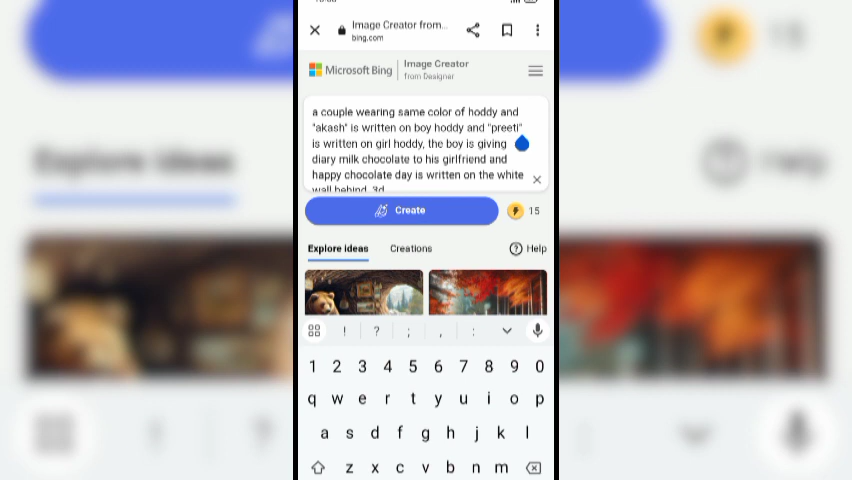 Image Creator from...
bing.com
Microsoft Bing
Image Creator
from Designer
a couple wearing same color of hoddy and
"akash" is written on boy hoddy and "preeti"
is written on girl hoddy, the boy is giving
diary milk chocolate to his girlfriend and
happy chocolate day is written on the white
wall behind. 3d
Create
15
Explore ideas
Creations
Help
! ? ; , :
1 2 3 4 5 6 7 8 9 0
q w e r t y u i o p
a s d f g h j k l
z x c v b n m